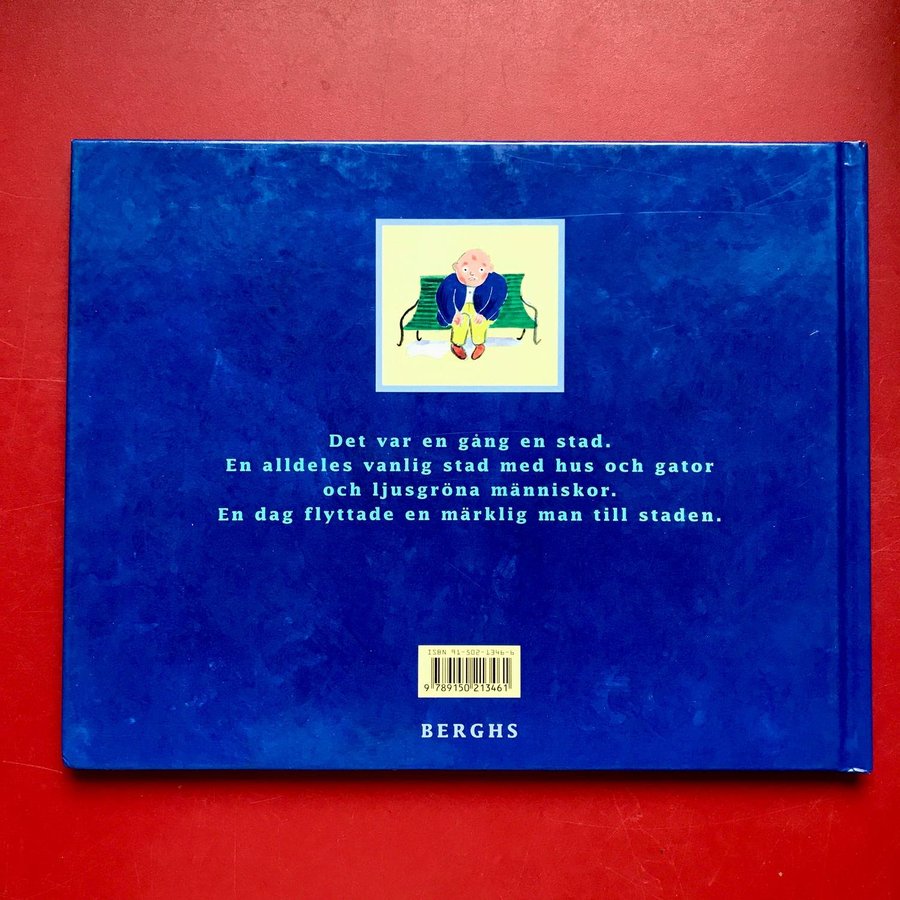 Det var en gång en stad.
En alldeles vanlig stad med hus och gator
och ljusgröna människor.
En dag flyttade en märklig man till staden.
ISBN 91-502-1346-6
9 789150 213461
BERGHS